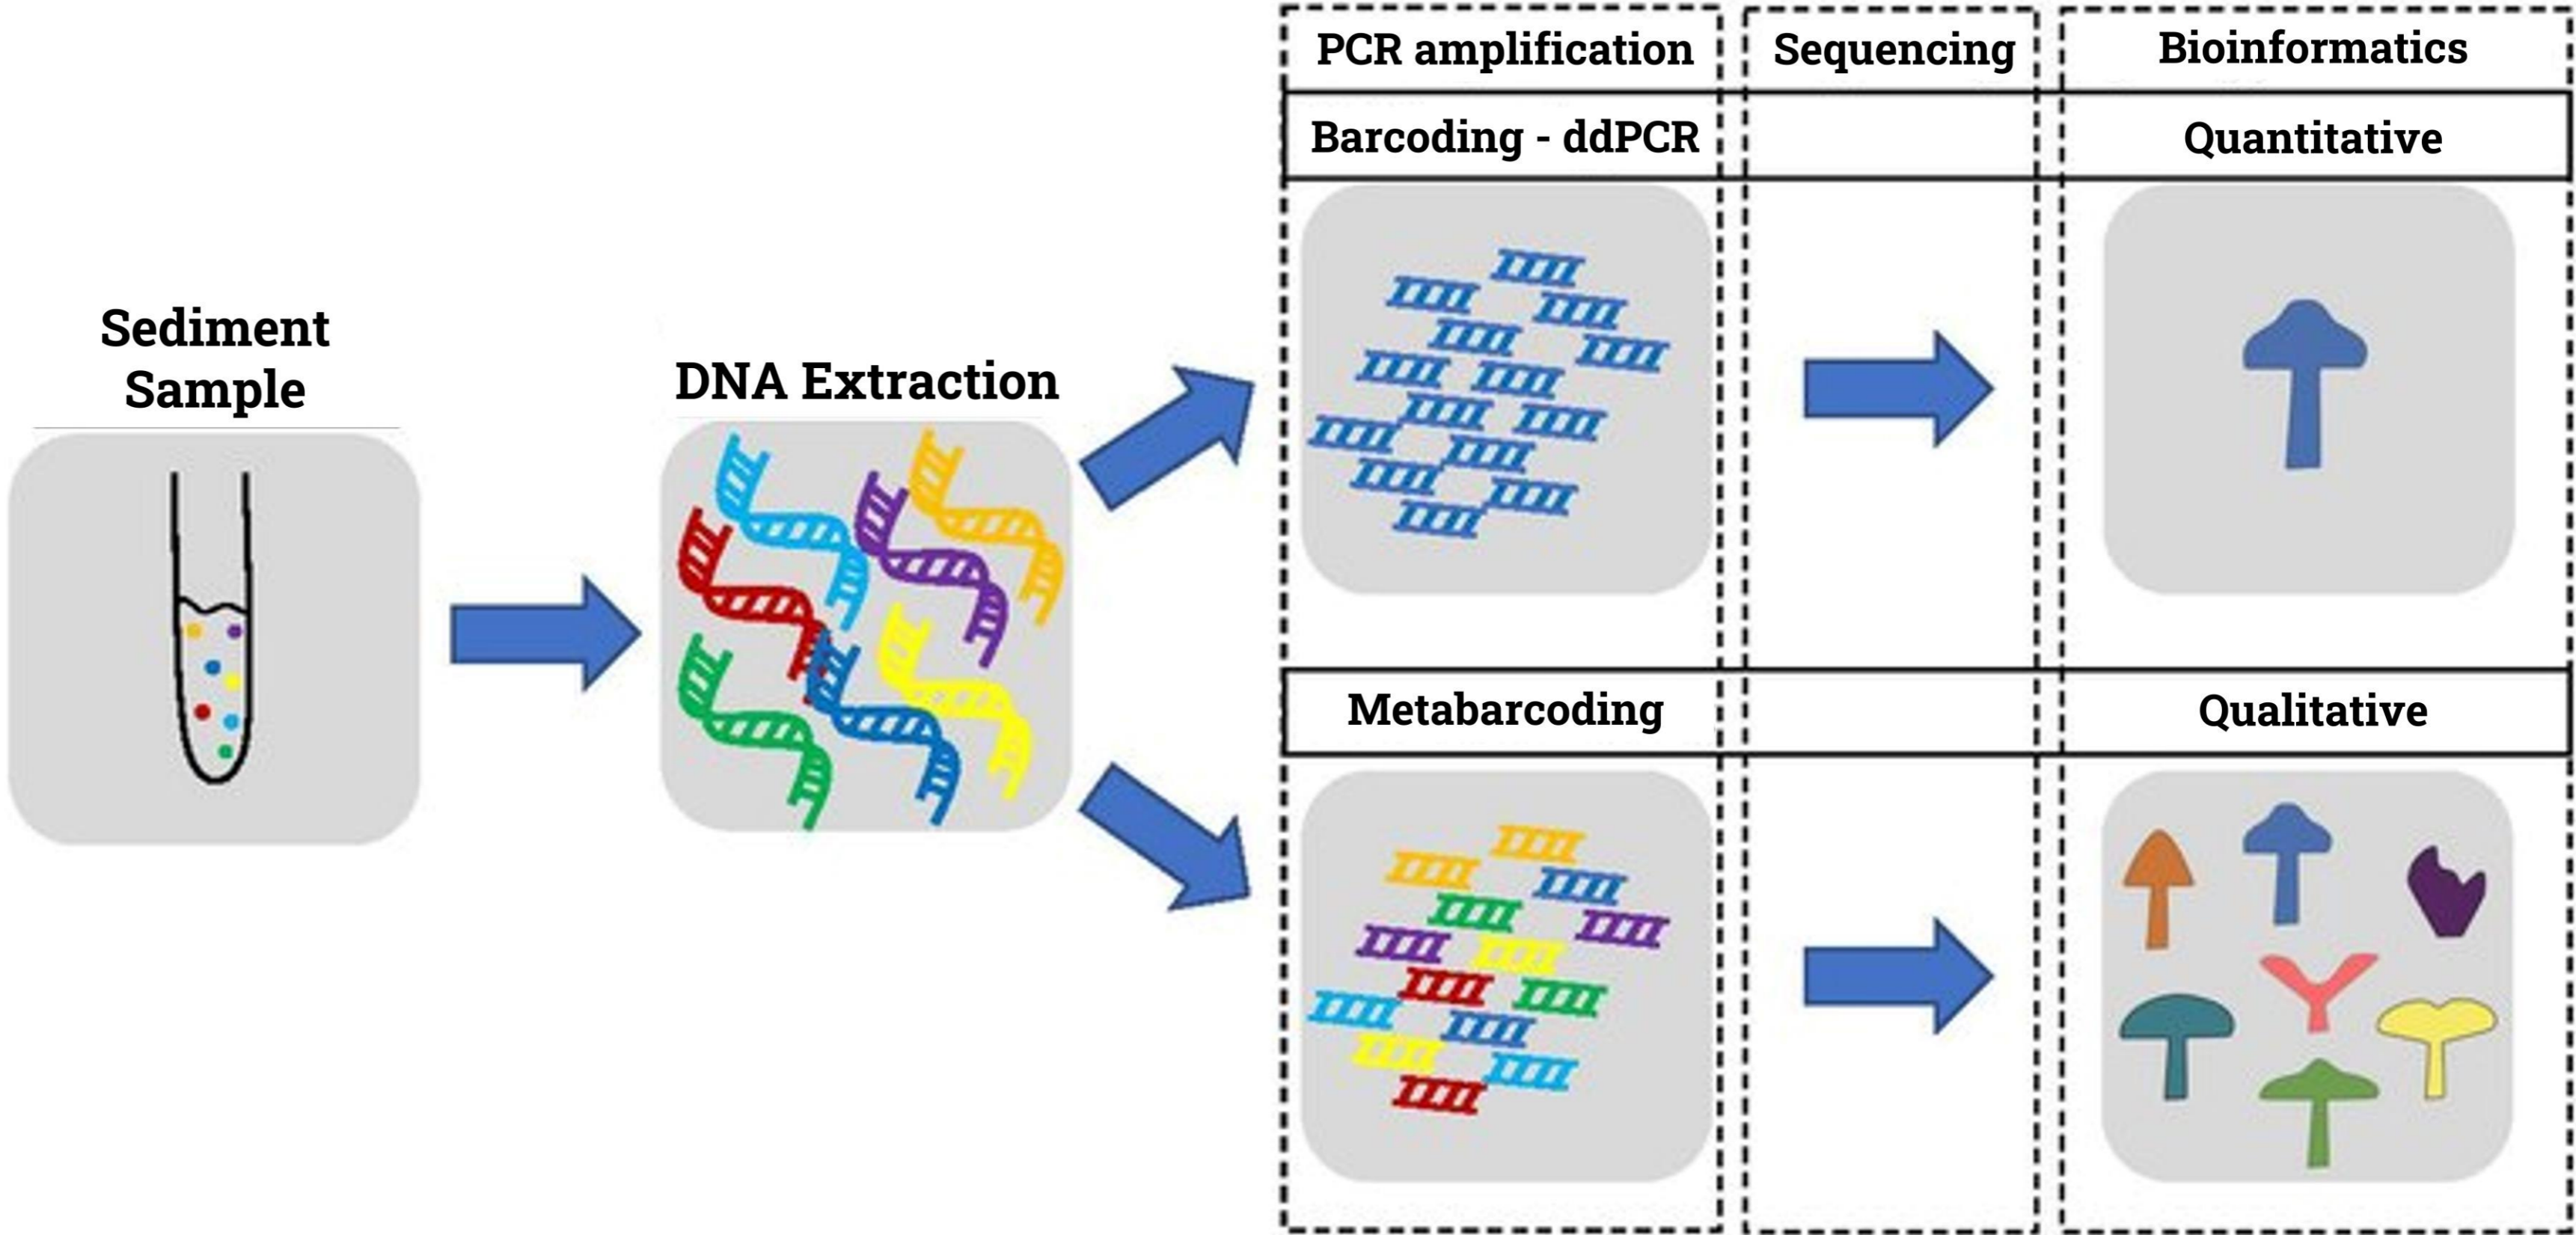 Sediment
Sample
DNA Extraction
PCR amplification
Sequencing
Bioinformatics
Barcoding - ddPCR
Quantitative
Metabarcoding
Qualitative